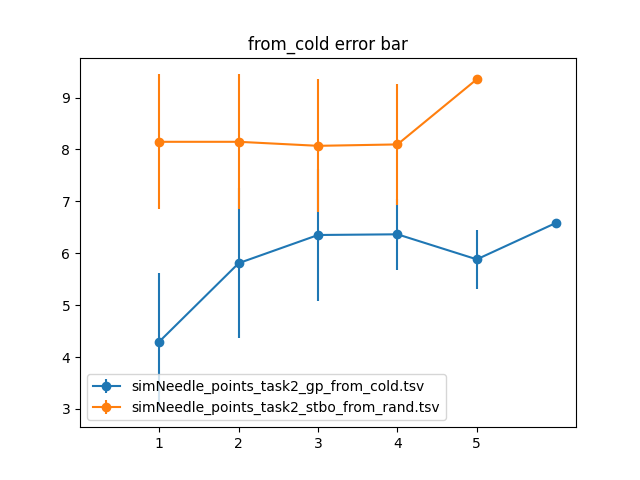 from_cold error bar
9
8
7
6
5
4
3
simNeedle_points_task2_gp_from_cold.tsv
simNeedle_points_task2_stbo_from_rand.tsv
1 2 3 4 5